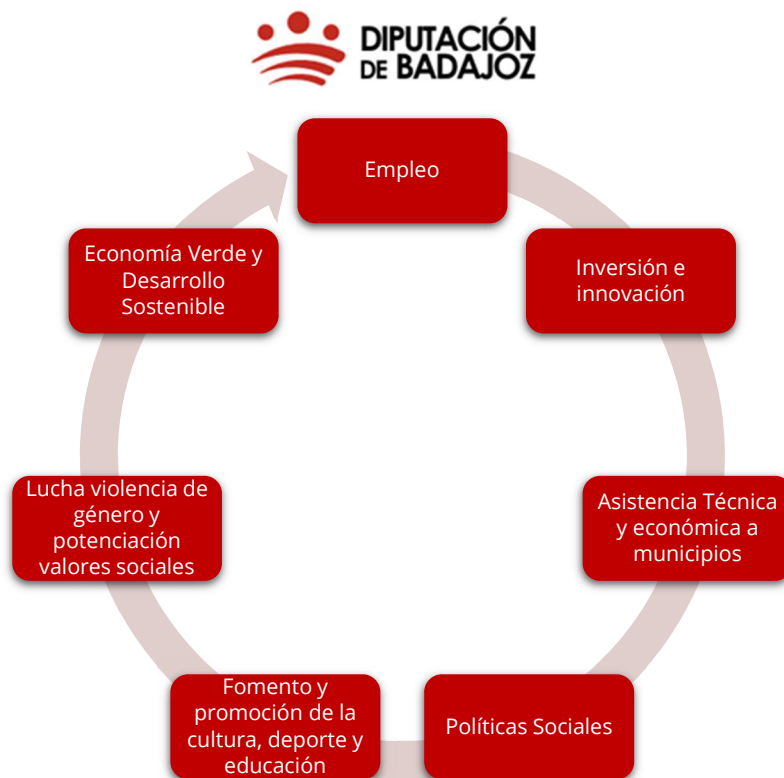 DIPUTACIÓN
DE BADAJOZ
Empleo
Inversión e
innovación
Asistencia Técnica
y económica a
municipios
Políticas Sociales
Fomento y
promoción de la
cultura, deporte y
educación
Lucha violencia de
género y
potenciación
valores sociales
Economía Verde y
Desarrollo
Sostenible